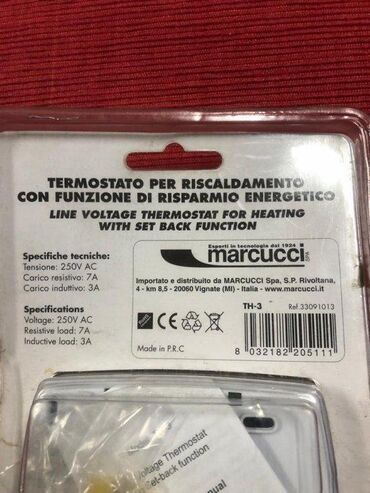 TERMOSTATO PER RISCALDAMENTO
CON FUNZIONE DI RISPARMIO ENERGETICO
LINE VOLTAGE THERMOSTAT FOR HEATING
WITH SET BACK FUNCTION
Specifiche tecniche:
Tensione: 250V AC
Carico resistivo: 7A
Carico induttivo: 3A
Specifications
Voltage: 250V AC
Resistive load: 7A
Inductive load: 3A
Esperti in tecnologia dal 1924
marcucci SPA
Importato e distribuito da MARCUCCI Spa, S.P. Rivoltana,
4 - km 8,5 - 20060 Vignate (MI) - Italia - www.marcucci.it
TH-3 Ref.33091013
CE
Made in P.R.C
8 032182 205111
Voltage Thermostat
Set-back function